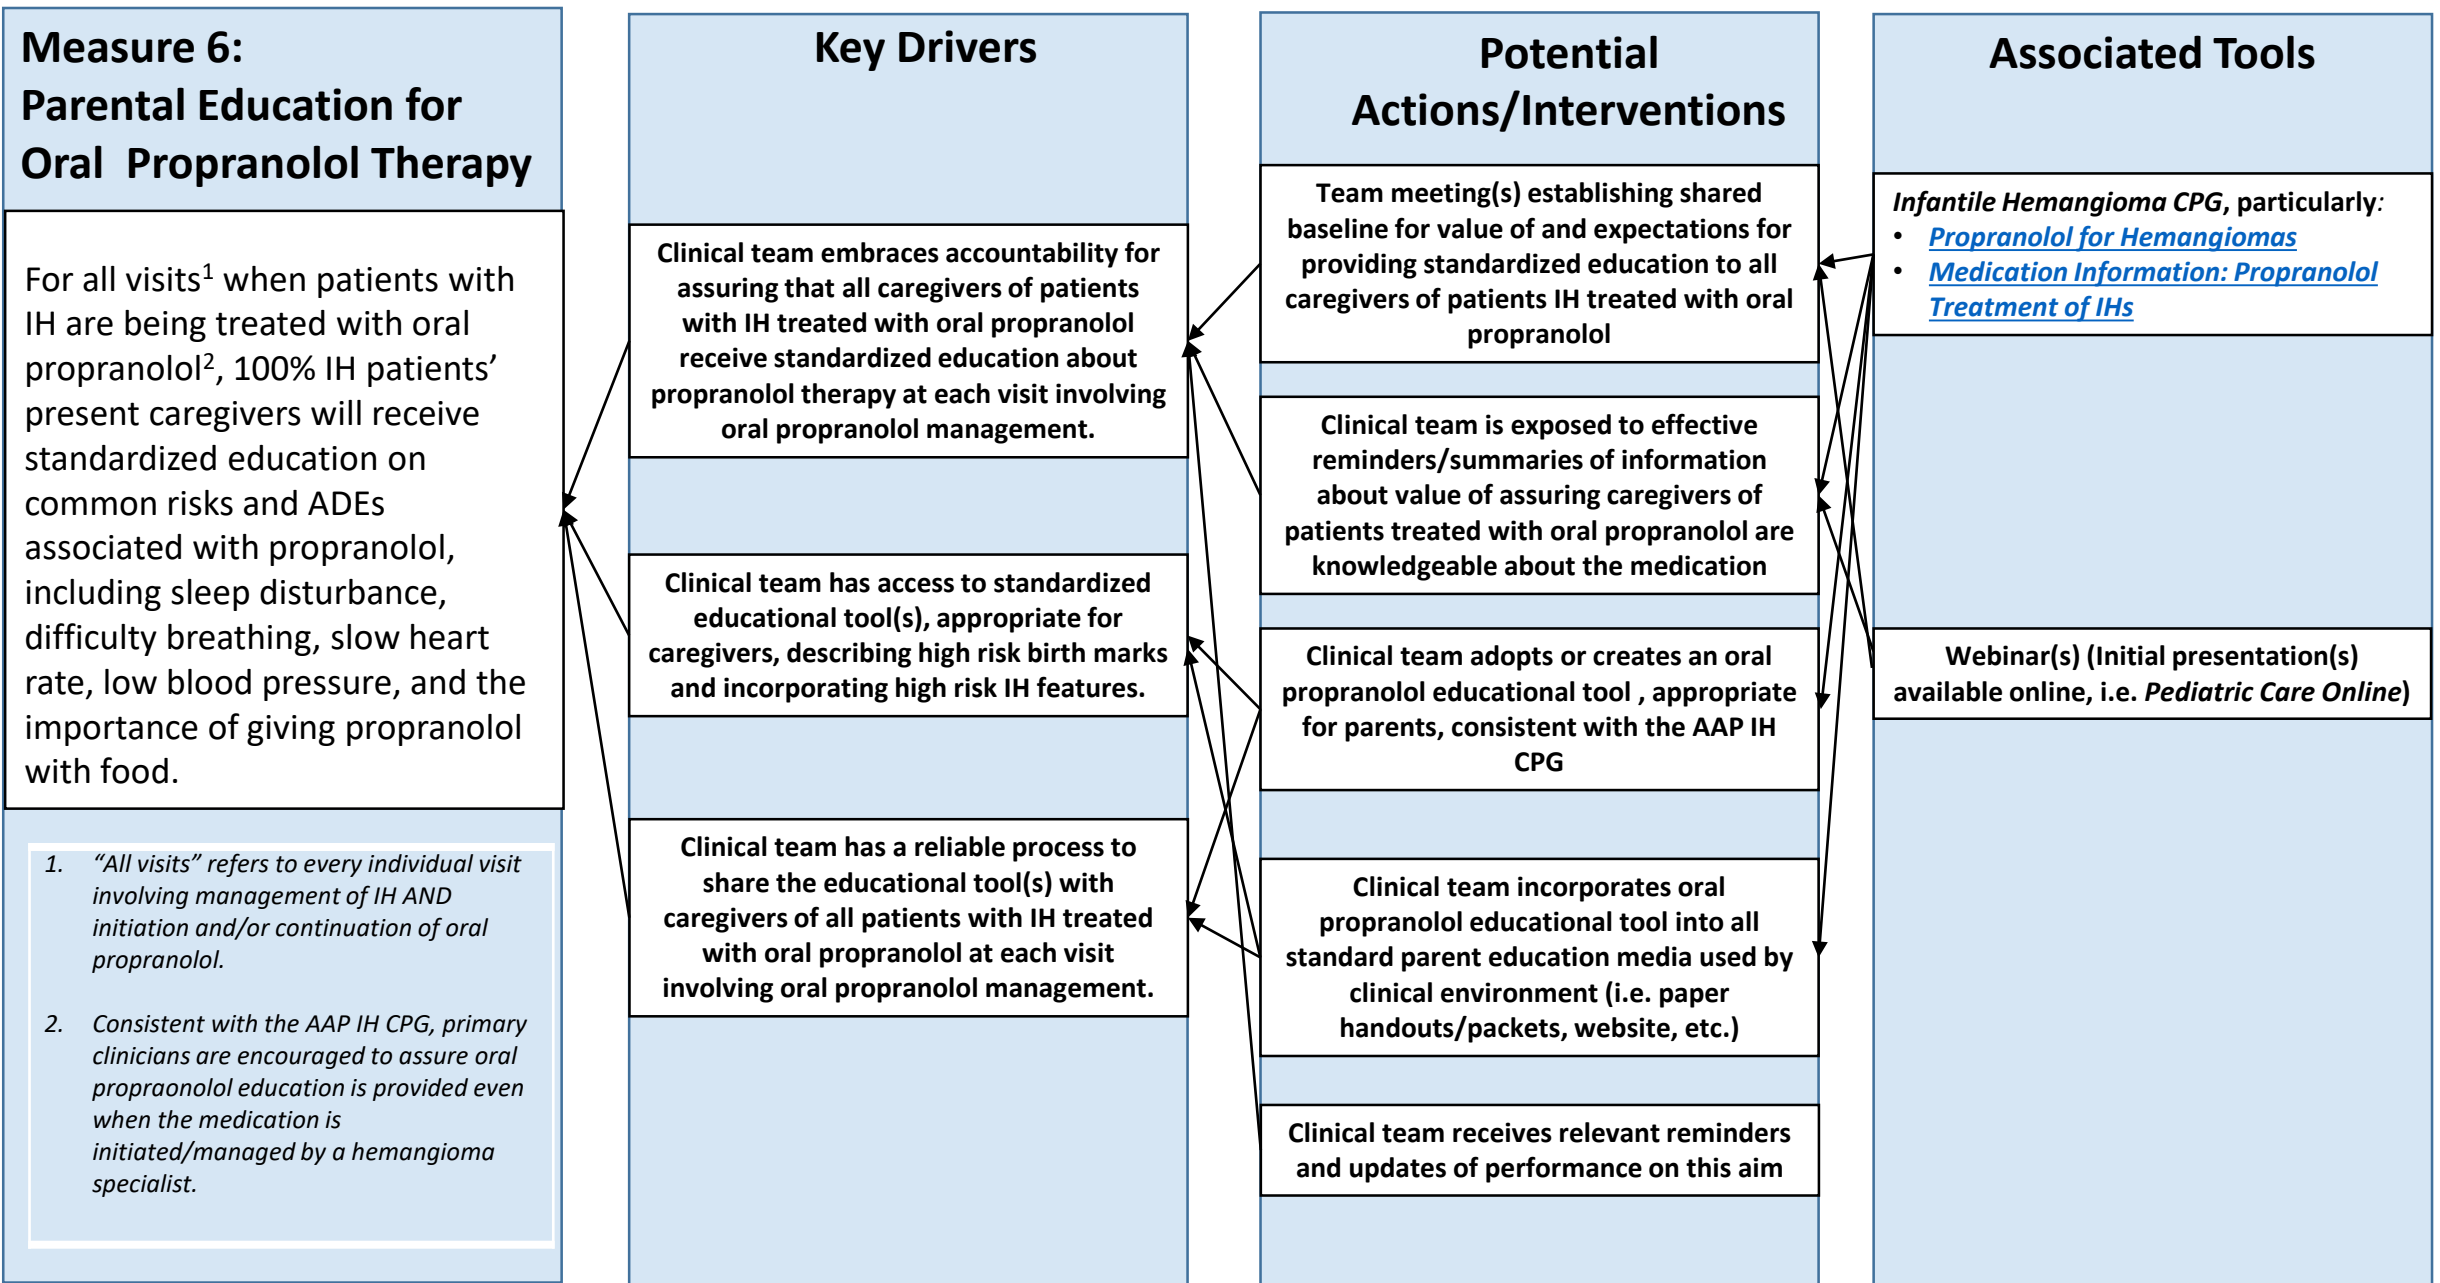 Measure 6:
Parental Education for
Oral  Propranolol Therapy
For all visits1 when patients with
IH are being treated with oral
propranolol2, 100% IH patients’
present caregivers will receive
standardized education on
common risks and ADEs
associated with propranolol,
including sleep disturbance,
difficulty breathing, slow heart
rate, low blood pressure, and the
importance of giving propranolol
with food.
1. “All visits” refers to every individual visit
involving management of IH AND
initiation and/or continuation of oral
propranolol.
2. Consistent with the AAP IH CPG, primary
clinicians are encouraged to assure oral
propraonolol education is provided even
when the medication is
initiated/managed by a hemangioma
specialist.
Key Drivers
Clinical team embraces accountability for
assuring that all caregivers of patients
with IH treated with oral propranolol
receive standardized education about
propranolol therapy at each visit involving
oral propranolol management.
Clinical team has access to standardized
educational tool(s), appropriate for
caregivers, describing high risk birth marks
and incorporating high risk IH features.
Clinical team has a reliable process to
share the educational tool(s) with
caregivers of all patients with IH treated
with oral propranolol at each visit
involving oral propranolol management.
Potential
Actions/Interventions
Team meeting(s) establishing shared
baseline for value of and expectations for
providing standardized education to all
caregivers of patients IH treated with oral
propranolol
Clinical team is exposed to effective
reminders/summaries of information
about value of assuring caregivers of
patients treated with oral propranolol are
knowledgeable about the medication
Clinical team adopts or creates an oral
propranolol educational tool , appropriate
for parents, consistent with the AAP IH
CPG
Clinical team incorporates oral
propranolol educational tool into all
standard parent education media used by
clinical environment (i.e. paper
handouts/packets, website, etc.)
Clinical team receives relevant reminders
and updates of performance on this aim
Associated Tools
Infantile Hemangioma CPG, particularly:
• Propranolol for Hemangiomas
• Medication Information: Propranolol
Treatment of IHs
Webinar(s) (Initial presentation(s)
available online, i.e. Pediatric Care Online)